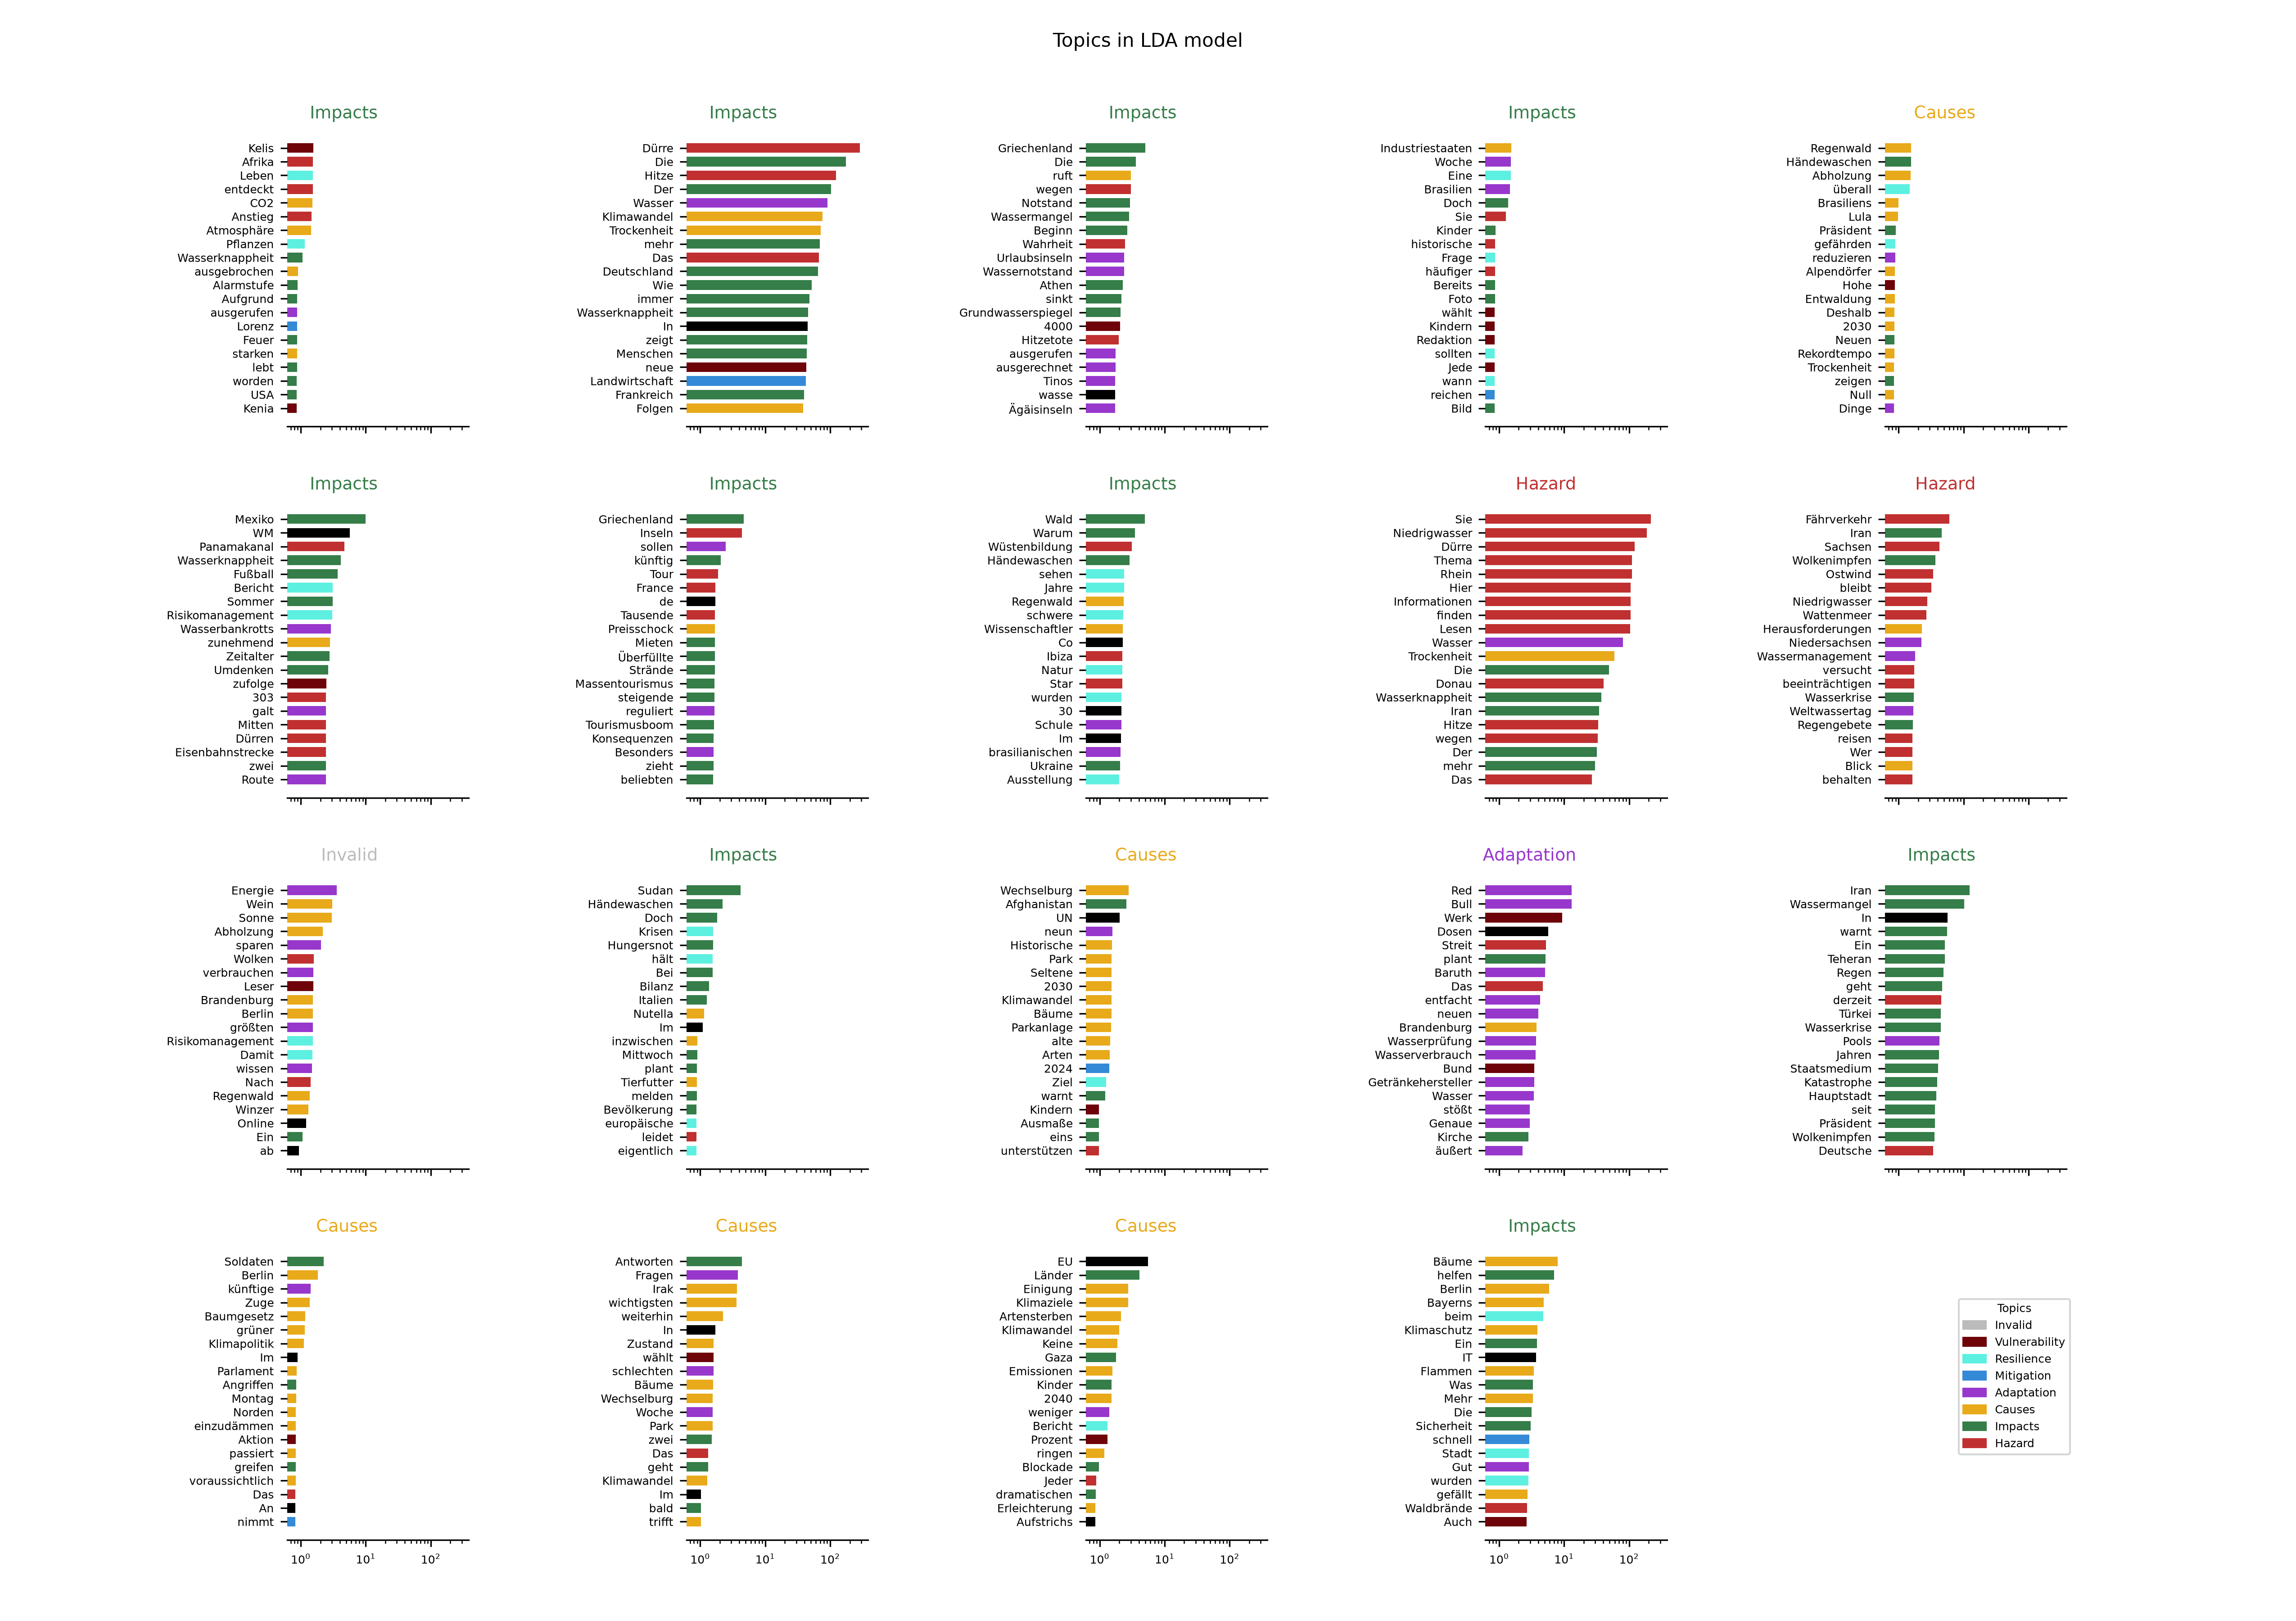 Topics in LDA model
Impacts
Kelis
Afrika
Leben
entdeckt
CO2
Anstieg
Atmosphäre
Pflanzen
Wasserknappheit
ausgebrochen
Alarmstufe
Aufgrund
ausgerufen
Lorenz
Feuer
starken
lebt
worden
USA
Kenia
Impacts
Dürre
Die
Hitze
Der
Wasser
Klimawandel
Trockenheit
mehr
Das
Deutschland
Wie
immer
Wasserknappheit
In
zeigt
Menschen
neue
Landwirtschaft
Frankreich
Folgen
Impacts
Griechenland
Die
ruft
wegen
Notstand
Wassermangel
Beginn
Wahrheit
Urlaubsinseln
Wassernotstand
Athen
sinkt
Grundwasserspiegel
4000
Hitzetote
ausgerufen
ausgerechnet
Tinos
wasse
Ägäisinseln
Impacts
Industriestaaten
Woche
Eine
Brasilien
Doch
Sie
Kinder
historische
Frage
häufiger
Bereits
Foto
wählt
Kindern
Redaktion
sollten
Jede
wann
reichen
Bild
Causes
Regenwald
Händewaschen
Abholzung
überall
Brasiliens
Lula
Präsident
gefährden
reduzieren
Alpendörfer
Hohe
Entwaldung
Deshalb
2030
Neuen
Rekordtempo
Trockenheit
zeigen
Null
Dinge
Impacts
Mexiko
WM
Panamakanal
Wasserknappheit
Fußball
Bericht
Sommer
Risikomanagement
Wasserbankrotts
zunehmend
Zeitalter
Umdenken
zufolge
303
galt
Mitten
Dürren
Eisenbahnstrecke
zwei
Route
Impacts
Griechenland
Inseln
sollen
künftig
Tour
France
de
Tausende
Preisschock
Mieten
Überfüllte
Strände
Massentourismus
steigende
reguliert
Tourismusboom
Konsequenzen
Besonders
zieht
beliebten
Impacts
Wald
Warum
Wüstenbildung
Händewaschen
sehen
Jahre
Regenwald
schwere
Wissenschaftler
Co
Ibiza
Natur
Star
wurden
30
Schule
Im
brasilianischen
Ukraine
Ausstellung
Hazard
Sie
Niedrigwasser
Dürre
Thema
Rhein
Hier
Informationen
finden
Lesen
Wasser
Trockenheit
Die
Donau
Wasserknappheit
Iran
Hitze
wegen
Der
mehr
Das
Hazard
Fährverkehr
Iran
Sachsen
Wolkenimpfen
Ostwind
bleibt
Niedrigwasser
Wattenmeer
Herausforderungen
Niedersachsen
Wassermanagement
versucht
beeinträchtigen
Wasserkrise
Weltwassertag
Regengebete
reisen
Wer
Blick
behalten
Invalid
Energie
Wein
Sonne
Abholzung
sparen
Wolken
verbrauchen
Leser
Brandenburg
Berlin
größten
Risikomanagement
Damit
wissen
Nach
Regenwald
Winzer
Online
Ein
ab
Impacts
Sudan
Händewaschen
Doch
Krisen
Hungersnot
hält
Bei
Bilanz
Italien
Nutella
Im
inzwischen
Mittwoch
plant
Tierfutter
melden
Bevölkerung
europäische
leidet
eigentlich
Causes
Wechselburg
Afghanistan
UN
neun
Historische
Park
Seltene
2030
Klimawandel
Bäume
Parkanlage
alte
Arten
2024
Ziel
warnt
Kindern
Ausmaße
eins
unterstützen
Adaptation
Red
Bull
Werk
Dosen
Streit
plant
Baruth
Das
entfacht
neuen
Brandenburg
Wasserprüfung
Wasserverbrauch
Bund
Getränkehersteller
Wasser
stößt
Genaue
Kirche
äußert
Impacts
Iran
Wassermangel
In
warnt
Ein
Teheran
Regen
geht
derzeit
Türkei
Wasserkrise
Pools
Jahren
Staatsmedium
Katastrophe
Hauptstadt
seit
Präsident
Wolkenimpfen
Deutsche
Causes
Soldaten
Berlin
künftige
Zuge
Baumgesetz
grüner
Klimapolitik
Im
Parlament
Angriffen
Montag
Norden
einzudämmen
Aktion
passiert
greifen
voraussichtlich
Das
An
nimmt
10⁰ 10¹ 10²
Causes
Antworten
Fragen
Irak
wichtigsten
weiterhin
In
Zustand
wählt
schlechten
Bäume
Wechselburg
Woche
Park
zwei
Das
geht
Klimawandel
Im
bald
trifft
10⁰ 10¹ 10²
Causes
EU
Länder
Einigung
Klimaziele
Artensterben
Klimawandel
Keine
Gaza
Emissionen
Kinder
2040
weniger
Bericht
Prozent
ringen
Blockade
Jeder
dramatischen
Erleichterung
Aufstrichs
10⁰ 10¹ 10²
Impacts
Bäume
helfen
Berlin
Bayerns
beim
Klimaschutz
Ein
IT
Flammen
Was
Mehr
Die
Sicherheit
schnell
Stadt
Gut
wurden
gefällt
Waldbrände
Auch
10⁰ 10¹ 10²
Topics
Invalid
Vulnerability
Resilience
Mitigation
Adaptation
Causes
Impacts
Hazard